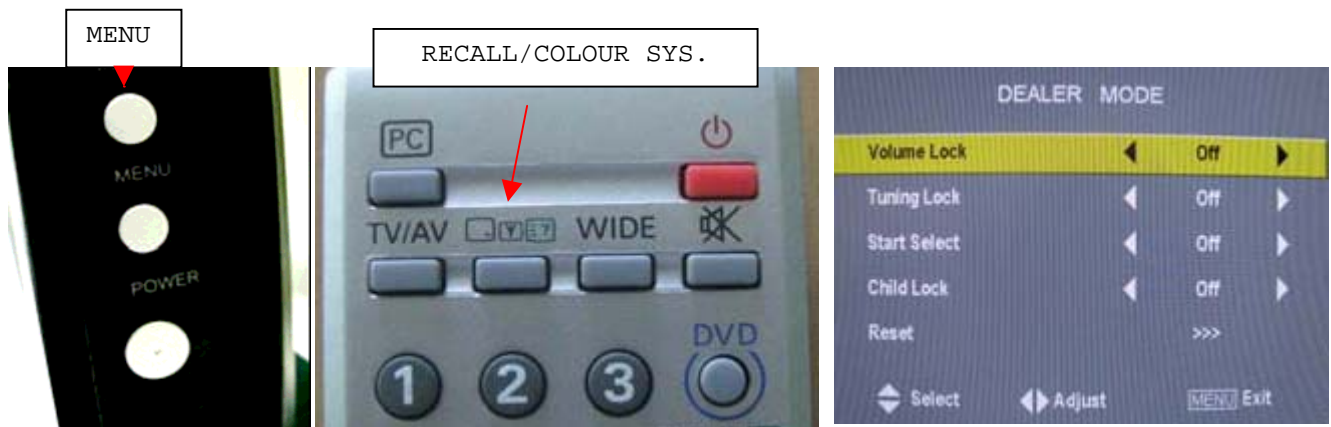 MENU
RECALL/COLOUR SYS.
MENU
POWER
PC
TV/AV
WIDE
DVD
1
2
3
DEALER MODE
Volume Lock Off
Tuning Lock Off
Start Select Off
Child Lock Off
Reset >>>
Select Adjust MENU Exit